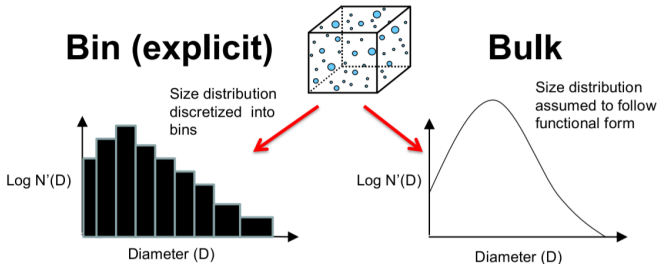 Bin (explicit)
Size distribution
discretized into
bins
Log N'(D)
Diameter (D)
Bulk
Size distribution
assumed to follow
functional form
Log N'(D)
Diameter (D)